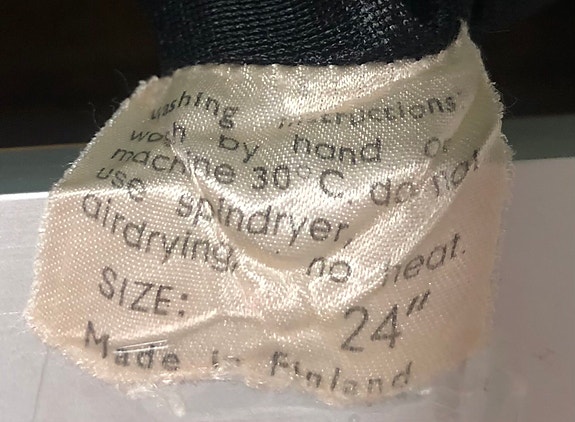 washing instructions:
wash by hand or
machine 30° C. do not
use spindryer,
airdrying, no heat.
SIZE: 24"
Made in Finland